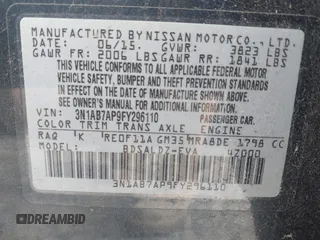 MANUFACTURED BY NISSAN MOTOR CO., LTD.
DATE: 06/15. GVWR: 3823 LBS
GAWR FR: 2006 LBS GAWR RR: 1841 LBS
THIS VEHICLE CONFORMS TO ALL APPLICABLE FEDERAL MOTOR
VEHICLE SAFETY, BUMPER, AND THEFT PREVENTION
STANDARDS IN EFFECT ON THE DATE OF MANUFACTURE SHOWN ABOVE.
SEE OWNER'S MANUAL FOR ADDITIONAL INFORMATION
VIN: 3N1AB7AP9FY296110 PASSENGER CAR
COLOR TRIM TRANS AXLE ENGINE
RAQ K RE0F11A GM35 MRA8DE 1798 CC
MODEL: BDSALDZ-EVA 4Z000
3N1AB7AP9FY296110